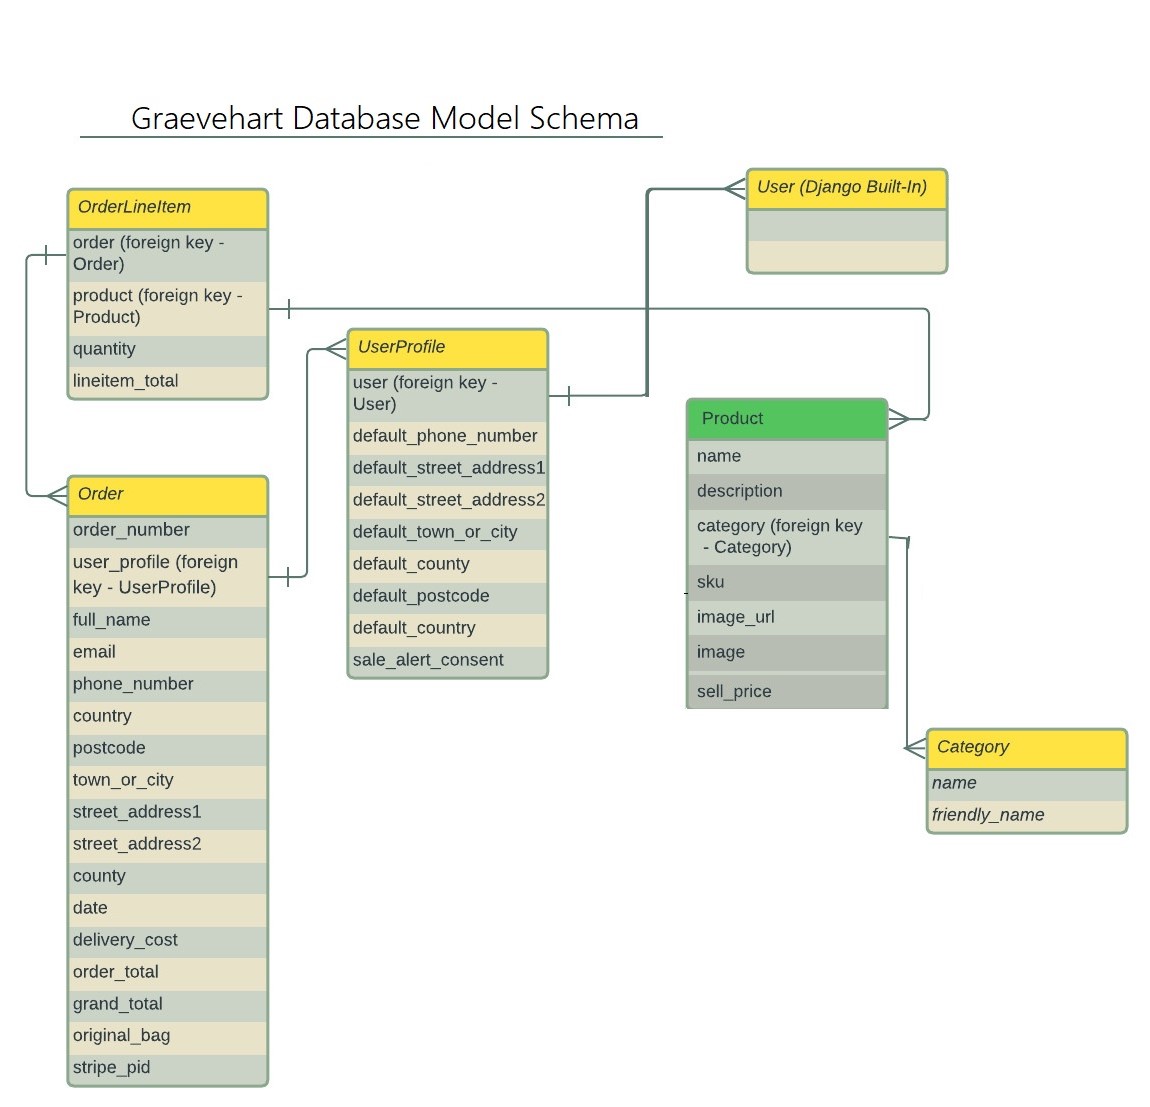 Graevehart Database Model Schema
OrderLineItem
order (foreign key -
Order)
product (foreign key -
Product)
quantity
lineitem_total
Order
order_number
user_profile (foreign
key - UserProfile)
full_name
email
phone_number
country
postcode
town_or_city
street_address1
street_address2
county
date
delivery_cost
order_total
grand_total
original_bag
stripe_pid
UserProfile
user (foreign key -
User)
default_phone_number
default_street_address1
default_street_address2
default_town_or_city
default_county
default_postcode
default_country
sale_alert_consent
User (Django Built-In)
Product
name
description
category (foreign key
- Category)
sku
image_url
image
sell_price
Category
name
friendly_name